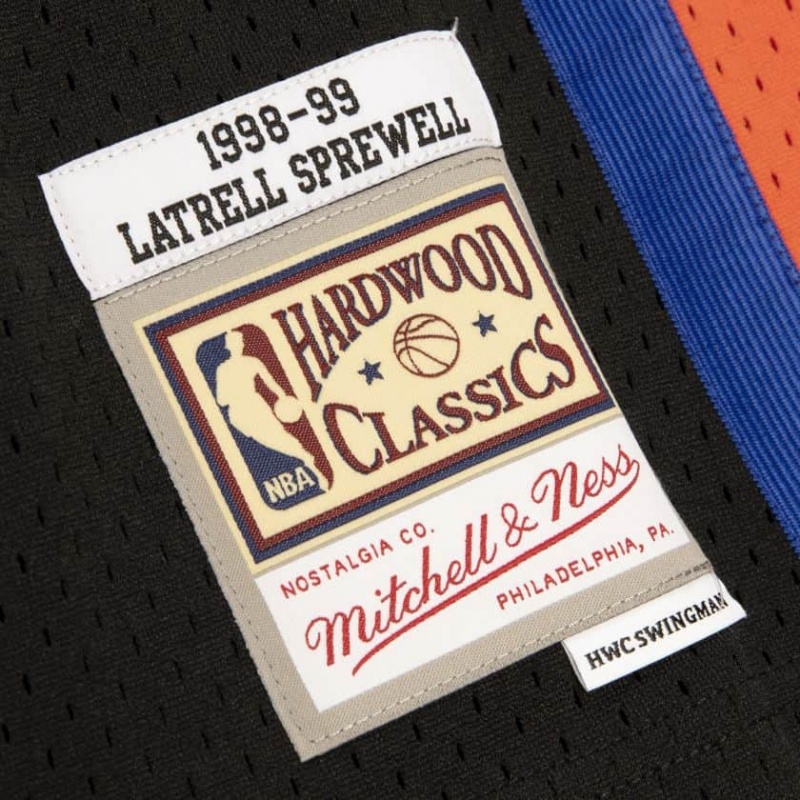 1998-99
LATRELL SPREWELL
HARDWOOD
CLASSICS
NBA
NOSTALGIA CO.
Mitchell & Ness
PHILADELPHIA, PA.
HWC SWINGMAN